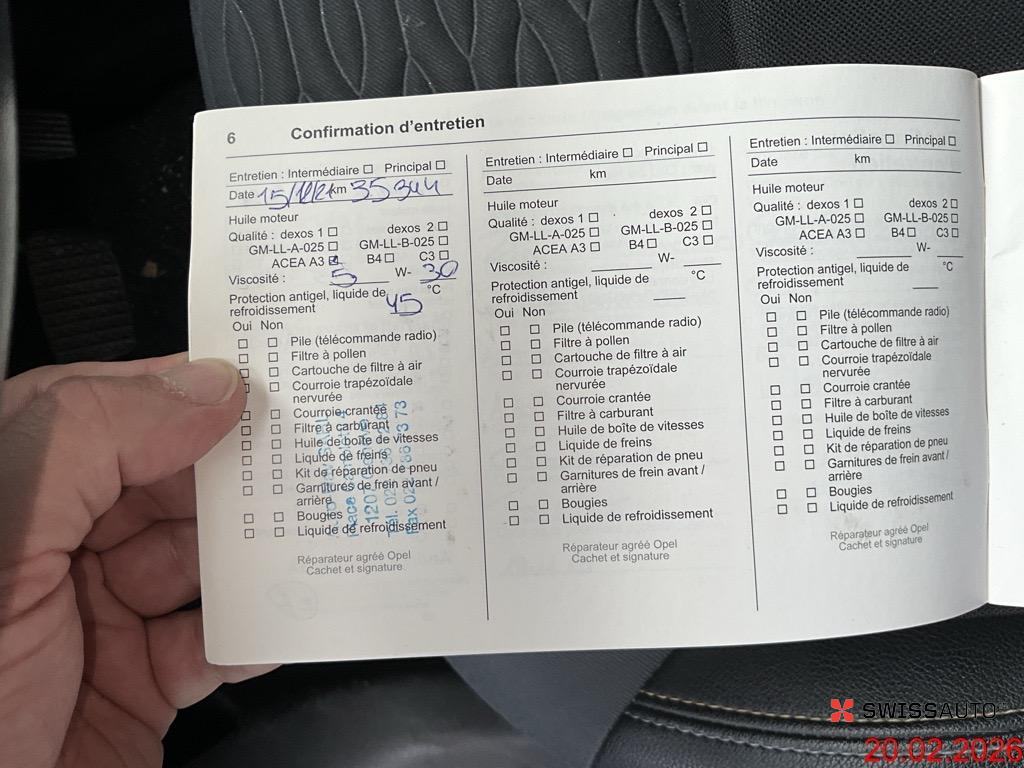 6
Confirmation d'entretien
Entretien : Intermédiaire Principal
Date 15/12/21 km 35344
Huile moteur
Qualité : dexos 1 dexos 2
GM-LL-A-025 GM-LL-B-025
ACEA A3 B4 C3
Viscosité : 5 W- 30
Protection antigel, liquide de °C
refroidissement 45
Oui Non
Pile (télécommande radio)
Filtre à pollen
Cartouche de filtre à air
Courroie trapézoïdale
nervurée
Courroie crantée
Filtre à carburant
Huile de boîte de vitesses
Liquide de freins
Kit de réparation de pneu
Garnitures de frein avant /
arrière
Bougies
Liquide de refroidissement
Réparateur agréé Opel
Cachet et signature
Entretien : Intermédiaire Principal
Date km
Huile moteur
Qualité : dexos 1 dexos 2
GM-LL-A-025 GM-LL-B-025
ACEA A3 B4 C3
Viscosité : W-
Protection antigel, liquide de °C
refroidissement
Oui Non
Pile (télécommande radio)
Filtre à pollen
Cartouche de filtre à air
Courroie trapézoïdale
nervurée
Courroie crantée
Filtre à carburant
Huile de boîte de vitesses
Liquide de freins
Kit de réparation de pneu
Garnitures de frein avant /
arrière
Bougies
Liquide de refroidissement
Réparateur agréé Opel
Cachet et signature
Entretien : Intermédiaire Principal
Date km
Huile moteur
Qualité : dexos 1 dexos 2
GM-LL-A-025 GM-LL-B-025
ACEA A3 B4 C3
Viscosité : W-
Protection antigel, liquide de °C
refroidissement
Oui Non
Pile (télécommande radio)
Filtre à pollen
Cartouche de filtre à air
Courroie trapézoïdale
nervurée
Courroie crantée
Filtre à carburant
Huile de boîte de vitesses
Liquide de freins
Kit de réparation de pneu
Garnitures de frein avant /
arrière
Bougies
Liquide de refroidissement
Réparateur agréé Opel
Cachet et signature
SWISSAUTO
20.02.2026